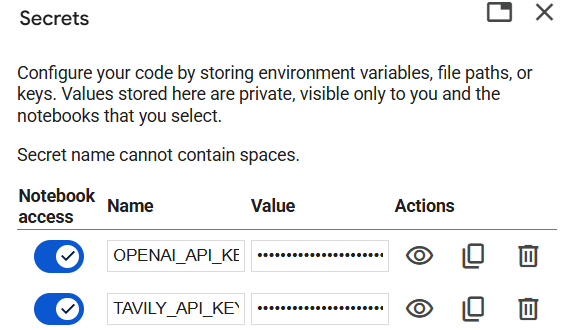 Secrets
Configure your code by storing environment variables, file paths, or
keys. Values stored here are private, visible only to you and the
notebooks that you select.
Secret name cannot contain spaces.
Notebook access Name Value Actions
OPENAI_API_KE ••••••••••••••••••••••
TAVILY_API_KEY ••••••••••••••••••••••